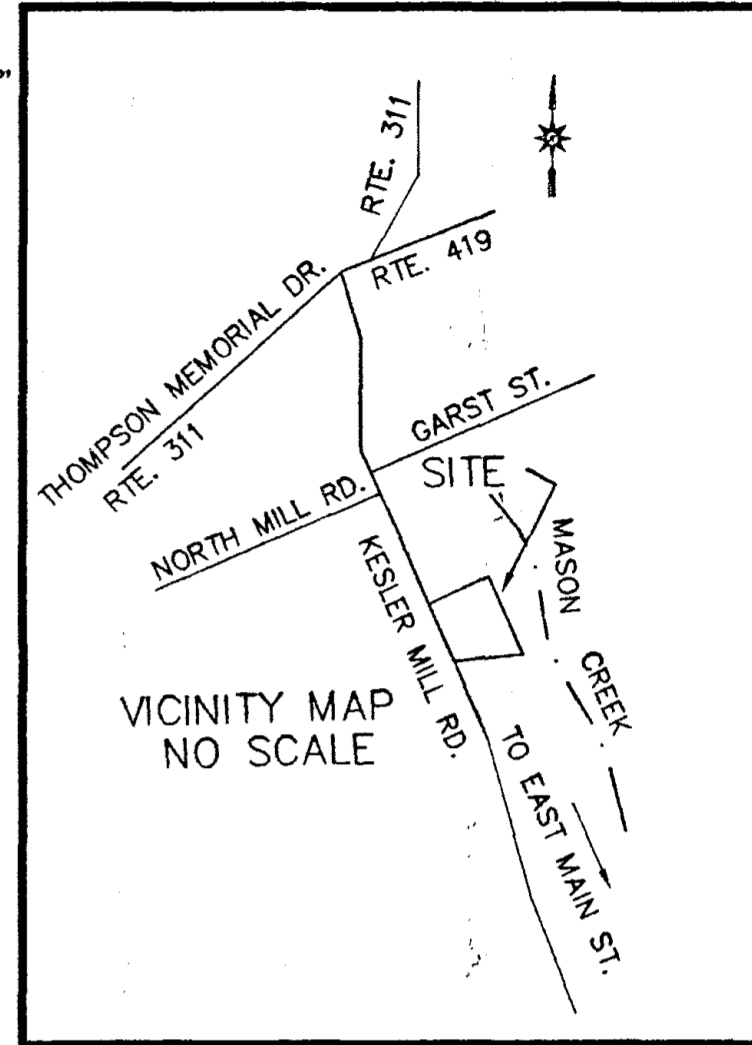 "
RTE. 311
RTE. 419
THOMPSON MEMORIAL DR.
RTE. 311
GARST ST.
SITE
NORTH MILL RD.
KESLER MILL RD.
MASON CREEK
VICINITY MAP
NO SCALE
TO EAST MAIN ST.